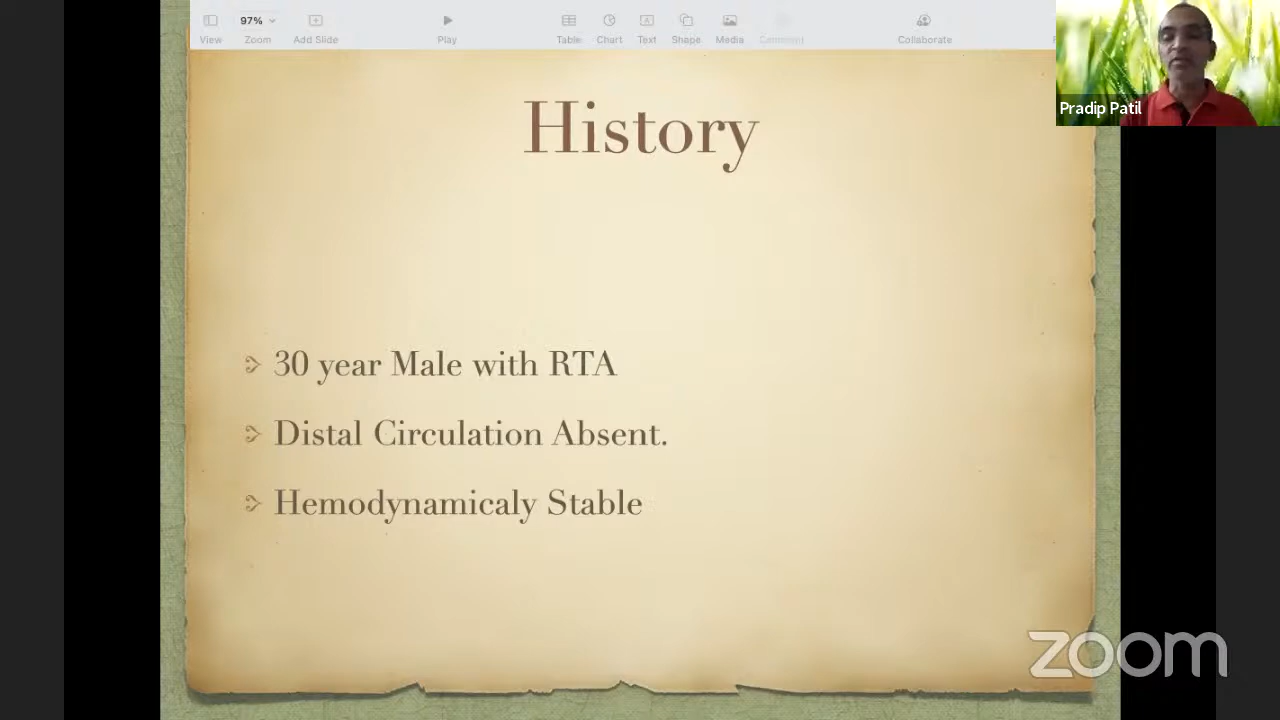 97%
View
Zoom
Add Slide
Play
Table
Chart
Text
Shape
Media
Comment
Collaborate
Pradip Patil
History
30 year Male with RTA
Distal Circulation Absent.
Hemodynamicaly Stable
zoom